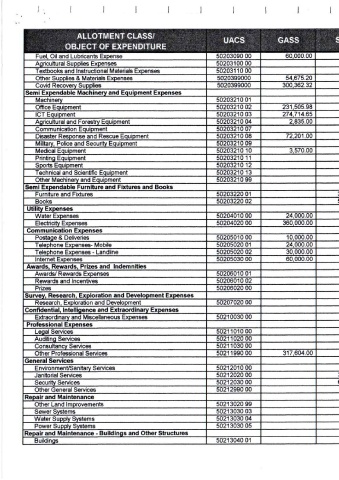 ALLOTMENT CLASS/ OBJECT OF EXPENDITURE UACS GASS
Fuel, Oil and Lubricants Expense 50203090 00 60,000.00
Agricultural Supplies Expenses 50203100 00
Textbooks and Instructional Materials Expenses 50203110 00
Other Supplies & Materials Expenses 5020399000 54,675.20
Covid Recovery Supplies 50203990000 300,362.32
Semi Expendable Machinery and Equipment Expenses
Machinery 50203210 01
Office Equipment 50203210 02 231,505.98
ICT Equipment 50203210 03 274,714.65
Agricultural and Forestry Equipment 50203210 04 2,835.00
Communication Equipment 50203210 07
Disaster Response and Rescue Equipment 50203210 08 72,201.00
Military, Police and Security Equipment 50203210 09
Medical Equipment 50203210 10 3,570.00
Printing Equipment 50203210 11
Sports Equipment 50203210 12
Technical and Scientific Equipment 50203210 13
Other Machinery and Equipment 50203210 99
Semi Expendable Furniture and Fixtures and Books
Furniture and Fixtures 50203220 01
Books 50203220 02
Utility Expenses
Water Expenses 50204010 00 24,000.00
Electricity Expenses 50204020 00 360,000.00
Communication Expenses
Postage & Deliveries 50205010 00 10,000.00
Telephone Expenses- Mobile 50205020 01 24,000.00
Telephone Expenses - Landline 50205020 02 30,000.00
Internet Expenses 50205030 00 60,000.00
Awards, Rewards, Prizes and Indemnities
Awards/ Rewards Expenses 50206010 01
Rewards and Incentives 50206010 02
Prizes 50206020 00
Survey, Research, Exploration and Development Expenses
Research, Exploration and Development 50207020 00
Confidential, Intelligence and Extraordinary Expenses
Extraordinary and Miscellaneous Expenses 50210030 00
Professional Expenses
Legal Services 50211010 00
Auditing Services 50211020 00
Consultancy Services 50211030 00
Other Professional Services 50211990 00 317,604.00
General Services
Environment/Sanitary Services 50212010 00
Janitorial Services 50212020 00
Security Services 50212030 00
Other General Services 50212990 00
Repair and Maintenance
Other Land Improvements 50213020 99
Sewer Systems 50213030 03
Water Supply Systems 50213030 04
Power Supply Systems 50213030 05
Repair and Maintenance - Buildings and Other Structures
Buildings 50213040 01